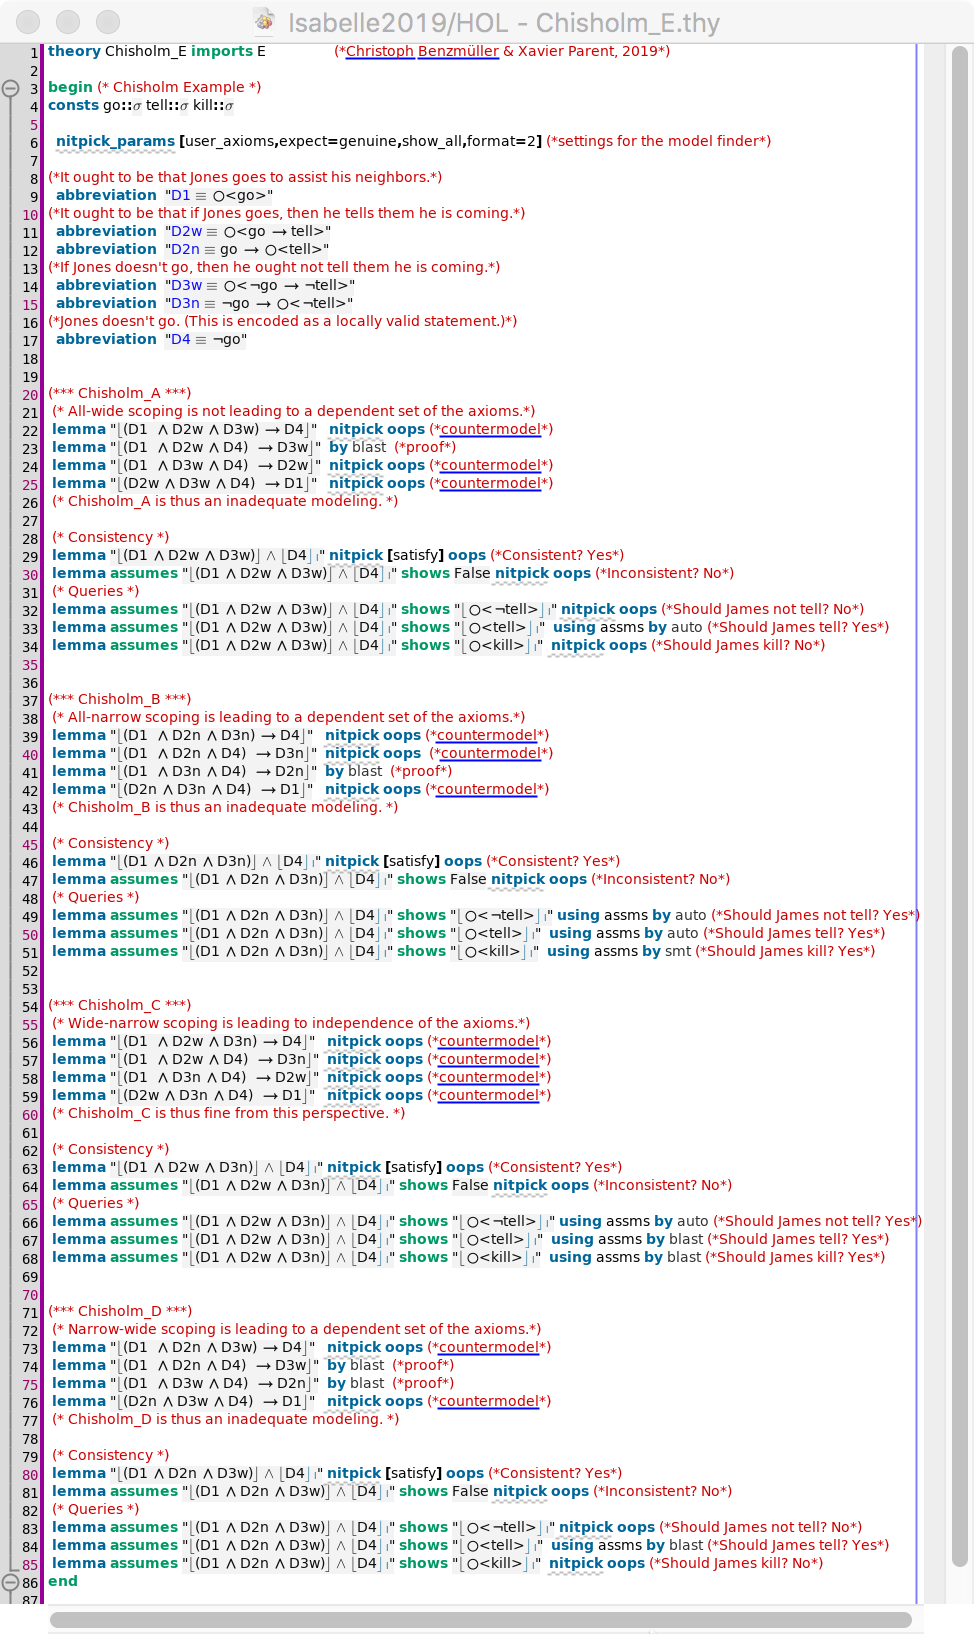 Isabelle2019/HOL - Chisholm_E.thy
1 theory Chisholm_E imports E (*Christoph Benzmüller & Xavier Parent, 2019*)
2
3 begin (* Chisholm Example *)
4 consts go::σ tell::σ kill::σ
5
6 nitpick_params [user_axioms,expect=genuine,show_all,format=2] (*settings for the model finder*)
7
8 (*It ought to be that Jones goes to assist his neighbors.*)
9 abbreviation "D1 ≡ ○<go>"
10 (*It ought to be that if Jones goes, then he tells them he is coming.*)
11 abbreviation "D2w ≡ ○<go → tell>"
12 abbreviation "D2n ≡ go → ○<tell>"
13 (*If Jones doesn't go, then he ought not tell them he is coming.*)
14 abbreviation "D3w ≡ ○<¬go → ¬tell>"
15 abbreviation "D3n ≡ ¬go → ○<¬tell>"
16 (*Jones doesn't go. (This is encoded as a locally valid statement.)*)
17 abbreviation "D4 ≡ ¬go"
18
19
20 (*** Chisholm_A ***)
21 (* All-wide scoping is not leading to a dependent set of the axioms.*)
22 lemma "⌊(D1 ∧ D2w ∧ D3w) → D4⌋" nitpick oops (*countermodel*)
23 lemma "⌊(D1 ∧ D2w ∧ D4) → D3w⌋" by blast (*proof*)
24 lemma "⌊(D1 ∧ D3w ∧ D4) → D2w⌋" nitpick oops (*countermodel*)
25 lemma "⌊(D2w ∧ D3w ∧ D4) → D1⌋" nitpick oops (*countermodel*)
26 (* Chisholm_A is thus an inadequate modeling. *)
27
28 (* Consistency *)
29 lemma "⌊(D1 ∧ D2w ∧ D3w)⌋ ∧ ⌊D4⌋ₗ" nitpick [satisfy] oops (*Consistent? Yes*)
30 lemma assumes "⌊(D1 ∧ D2w ∧ D3w)⌋ ∧ ⌊D4⌋ₗ" shows False nitpick oops (*Inconsistent? No*)
31 (* Queries *)
32 lemma assumes "⌊(D1 ∧ D2w ∧ D3w)⌋ ∧ ⌊D4⌋ₗ" shows "⌊○<¬tell>⌋ₗ" nitpick oops (*Should James not tell? No*)
33 lemma assumes "⌊(D1 ∧ D2w ∧ D3w)⌋ ∧ ⌊D4⌋ₗ" shows "⌊○<tell>⌋ₗ" using assms by auto (*Should James tell? Yes*)
34 lemma assumes "⌊(D1 ∧ D2w ∧ D3w)⌋ ∧ ⌊D4⌋ₗ" shows "⌊○<kill>⌋ₗ" nitpick oops (*Should James kill? No*)
35
36
37 (*** Chisholm_B ***)
38 (* All-narrow scoping is leading to a dependent set of the axioms.*)
39 lemma "⌊(D1 ∧ D2n ∧ D3n) → D4⌋" nitpick oops (*countermodel*)
40 lemma "⌊(D1 ∧ D2n ∧ D4) → D3n⌋" nitpick oops (*countermodel*)
41 lemma "⌊(D1 ∧ D3n ∧ D4) → D2n⌋" by blast (*proof*)
42 lemma "⌊(D2n ∧ D3n ∧ D4) → D1⌋" nitpick oops (*countermodel*)
43 (* Chisholm_B is thus an inadequate modeling. *)
44
45 (* Consistency *)
46 lemma "⌊(D1 ∧ D2n ∧ D3n)⌋ ∧ ⌊D4⌋ₗ" nitpick [satisfy] oops (*Consistent? Yes*)
47 lemma assumes "⌊(D1 ∧ D2n ∧ D3n)⌋ ∧ ⌊D4⌋ₗ" shows False nitpick oops (*Inconsistent? No*)
48 (* Queries *)
49 lemma assumes "⌊(D1 ∧ D2n ∧ D3n)⌋ ∧ ⌊D4⌋ₗ" shows "⌊○<¬tell>⌋ₗ" using assms by auto (*Should James not tell? Yes*)
50 lemma assumes "⌊(D1 ∧ D2n ∧ D3n)⌋ ∧ ⌊D4⌋ₗ" shows "⌊○<tell>⌋ₗ" using assms by auto (*Should James tell? Yes*)
51 lemma assumes "⌊(D1 ∧ D2n ∧ D3n)⌋ ∧ ⌊D4⌋ₗ" shows "⌊○<kill>⌋ₗ" using assms by smt (*Should James kill? Yes*)
52
53
54 (*** Chisholm_C ***)
55 (* Wide-narrow scoping is leading to independence of the axioms.*)
56 lemma "⌊(D1 ∧ D2w ∧ D3n) → D4⌋" nitpick oops (*countermodel*)
57 lemma "⌊(D1 ∧ D2w ∧ D4) → D3n⌋" nitpick oops (*countermodel*)
58 lemma "⌊(D1 ∧ D3n ∧ D4) → D2w⌋" nitpick oops (*countermodel*)
59 lemma "⌊(D2w ∧ D3n ∧ D4) → D1⌋" nitpick oops (*countermodel*)
60 (* Chisholm_C is thus fine from this perspective. *)
61
62 (* Consistency *)
63 lemma "⌊(D1 ∧ D2w ∧ D3n)⌋ ∧ ⌊D4⌋ₗ" nitpick [satisfy] oops (*Consistent? Yes*)
64 lemma assumes "⌊(D1 ∧ D2w ∧ D3n)⌋ ∧ ⌊D4⌋ₗ" shows False nitpick oops (*Inconsistent? No*)
65 (* Queries *)
66 lemma assumes "⌊(D1 ∧ D2w ∧ D3n)⌋ ∧ ⌊D4⌋ₗ" shows "⌊○<¬tell>⌋ₗ" using assms by auto (*Should James not tell? Yes*)
67 lemma assumes "⌊(D1 ∧ D2w ∧ D3n)⌋ ∧ ⌊D4⌋ₗ" shows "⌊○<tell>⌋ₗ" using assms by blast (*Should James tell? Yes*)
68 lemma assumes "⌊(D1 ∧ D2w ∧ D3n)⌋ ∧ ⌊D4⌋ₗ" shows "⌊○<kill>⌋ₗ" using assms by blast (*Should James kill? Yes*)
69
70
71 (*** Chisholm_D ***)
72 (* Narrow-wide scoping is leading to a dependent set of the axioms.*)
73 lemma "⌊(D1 ∧ D2n ∧ D3w) → D4⌋" nitpick oops (*countermodel*)
74 lemma "⌊(D1 ∧ D2n ∧ D4) → D3w⌋" by blast (*proof*)
75 lemma "⌊(D1 ∧ D3w ∧ D4) → D2n⌋" by blast (*proof*)
76 lemma "⌊(D2n ∧ D3w ∧ D4) → D1⌋" nitpick oops (*countermodel*)
77 (* Chisholm_D is thus an inadequate modeling. *)
78
79 (* Consistency *)
80 lemma "⌊(D1 ∧ D2n ∧ D3w)⌋ ∧ ⌊D4⌋ₗ" nitpick [satisfy] oops (*Consistent? Yes*)
81 lemma assumes "⌊(D1 ∧ D2n ∧ D3w)⌋ ∧ ⌊D4⌋ₗ" shows False nitpick oops (*Inconsistent? No*)
82 (* Queries *)
83 lemma assumes "⌊(D1 ∧ D2n ∧ D3w)⌋ ∧ ⌊D4⌋ₗ" shows "⌊○<¬tell>⌋ₗ" nitpick oops (*Should James not tell? No*)
84 lemma assumes "⌊(D1 ∧ D2n ∧ D3w)⌋ ∧ ⌊D4⌋ₗ" shows "⌊○<tell>⌋ₗ" using assms by blast (*Should James tell? Yes*)
85 lemma assumes "⌊(D1 ∧ D2n ∧ D3w)⌋ ∧ ⌊D4⌋ₗ" shows "⌊○<kill>⌋ₗ" nitpick oops (*Should James kill? No*)
86 end
87